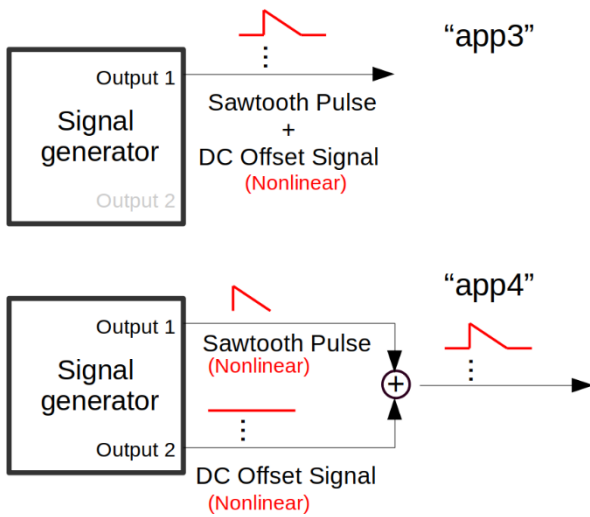 “app3”
Output 1
Signal
generator
Output 2
Sawtooth Pulse
+
DC Offset Signal
(Nonlinear)
“app4”
Output 1
Signal
generator
Output 2
Sawtooth Pulse
(Nonlinear)
+
DC Offset Signal
(Nonlinear)